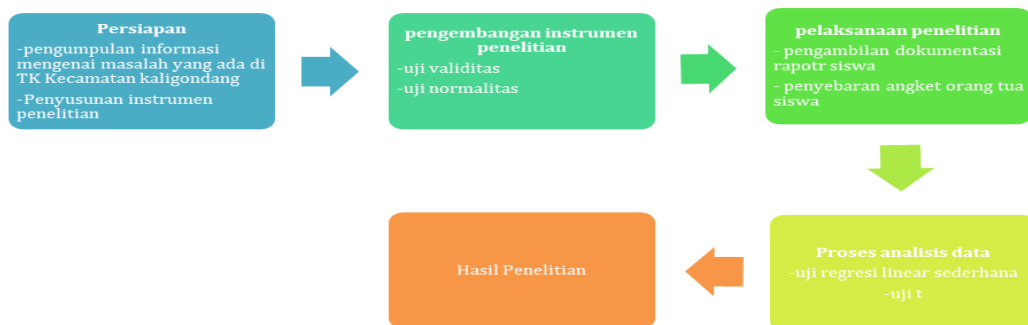 Persiapan
-pengumpulan informasi
mengenai masalah yang ada di
TK Kecamatan kaligondang
-Penyusunan instrumen
penelitian
pengembangan instrumen
penelitian
-uji validitas
-uji normalitas
pelaksanaan penelitian
- pengambilan dokumentasi
rapotr siswa
- penyebaran angket orang tua
siswa
Proses analisis data
-uji regresi linear sederhana
-uji t
Hasil Penelitian